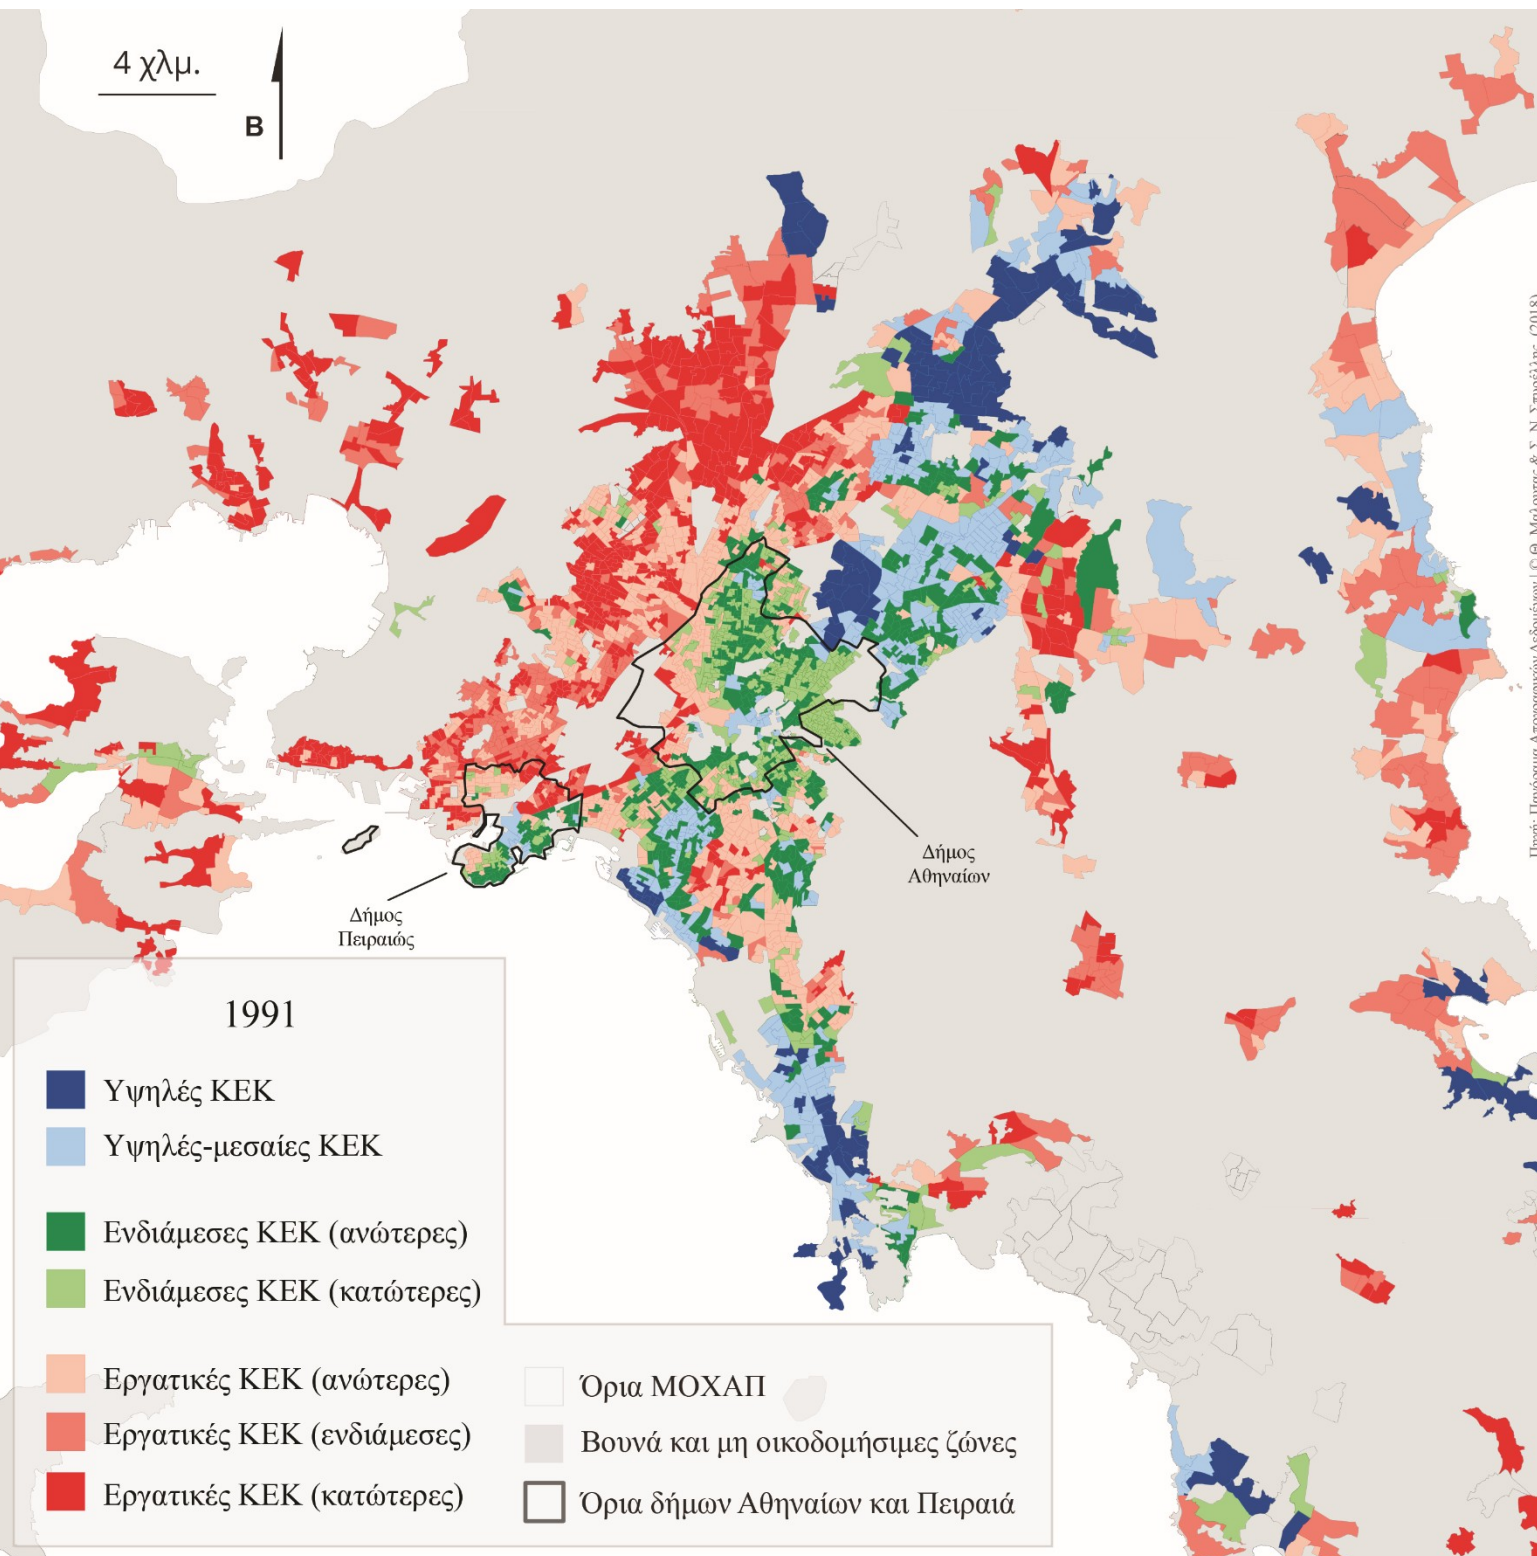 4 χλμ.
Β
Δήμος
Αθηναίων
Δήμος
Πειραιώς
1991
Υψηλές ΚΕΚ
Υψηλές-μεσαίες ΚΕΚ
Ενδιάμεσες ΚΕΚ (ανώτερες)
Ενδιάμεσες ΚΕΚ (κατώτερες)
Εργατικές ΚΕΚ (ανώτερες)
Εργατικές ΚΕΚ (ενδιάμεσες)
Εργατικές ΚΕΚ (κατώτερες)
Όρια ΜΟΧΑΠ
Βουνά και μη οικοδομήσιμες ζώνες
Όρια δήμων Αθηναίων και Πειραιά
(2018)